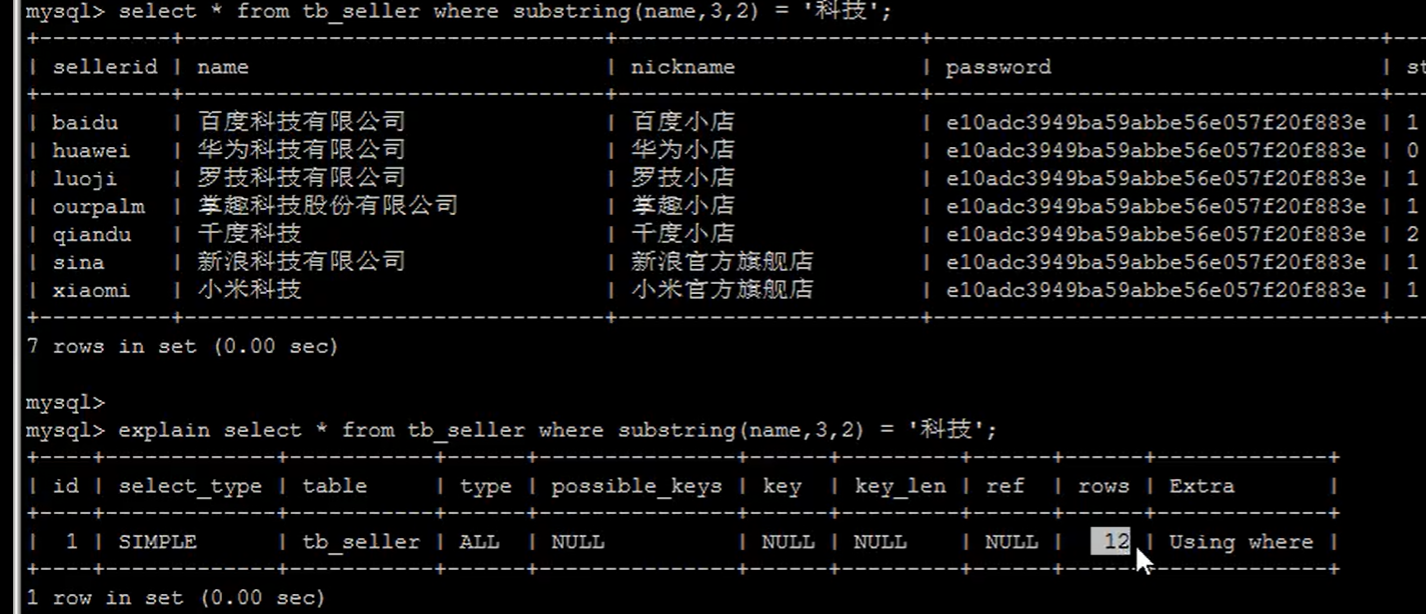 mysql> select * from tb_seller where substring(name,3,2) = '科技';
+----------+--------------------------+-------------------+----------------------------------+---
| sellerid | name | nickname | password | st
+----------+--------------------------+-------------------+----------------------------------+---
| baidu | 百度科技有限公司 | 百度小店 | e10adc3949ba59abbe56e057f20f883e | 1
| huawei | 华为科技有限公司 | 华为小店 | e10adc3949ba59abbe56e057f20f883e | 0
| luoji | 罗技科技有限公司 | 罗技小店 | e10adc3949ba59abbe56e057f20f883e | 1
| ourpalm | 掌趣科技股份有限公司 | 掌趣小店 | e10adc3949ba59abbe56e057f20f883e | 1
| qiandu | 千度科技 | 千度小店 | e10adc3949ba59abbe56e057f20f883e | 2
| sina | 新浪科技有限公司 | 新浪官方旗舰店 | e10adc3949ba59abbe56e057f20f883e | 1
| xiaomi | 小米科技 | 小米官方旗舰店 | e10adc3949ba59abbe56e057f20f883e | 1
+----------+--------------------------+-------------------+----------------------------------+---
7 rows in set (0.00 sec)
mysql>
mysql> explain select * from tb_seller where substring(name,3,2) = '科技';
+----+-------------+-----------+------+---------------+------+---------+------+------+-------------+
| id | select_type | table | type | possible_keys | key | key_len | ref | rows | Extra |
+----+-------------+-----------+------+---------------+------+---------+------+------+-------------+
| 1 | SIMPLE | tb_seller | ALL | NULL | NULL | NULL | NULL | 12 | Using where |
+----+-------------+-----------+------+---------------+------+---------+------+------+-------------+
1 row in set (0.00 sec)